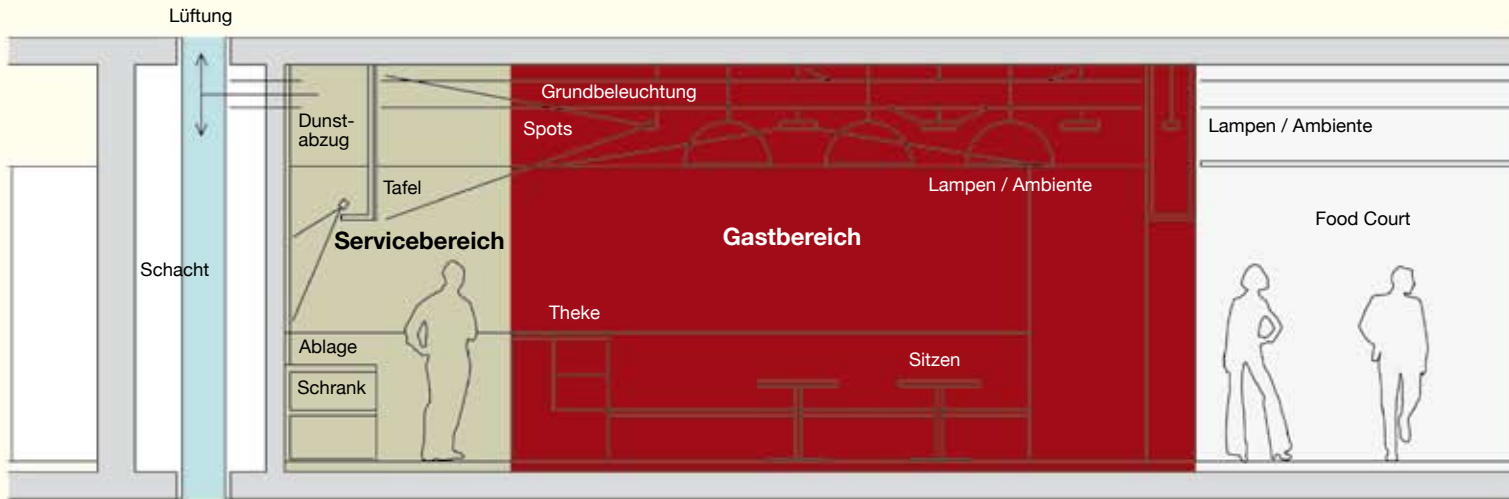 Lüftung
Grundbeleuchtung
Dunst-
abzug
Spots
Lampen / Ambiente
Tafel
Lampen / Ambiente
Food Court
Servicebereich
Gastbereich
Schacht
Theke
Ablage
Sitzen
Schrank